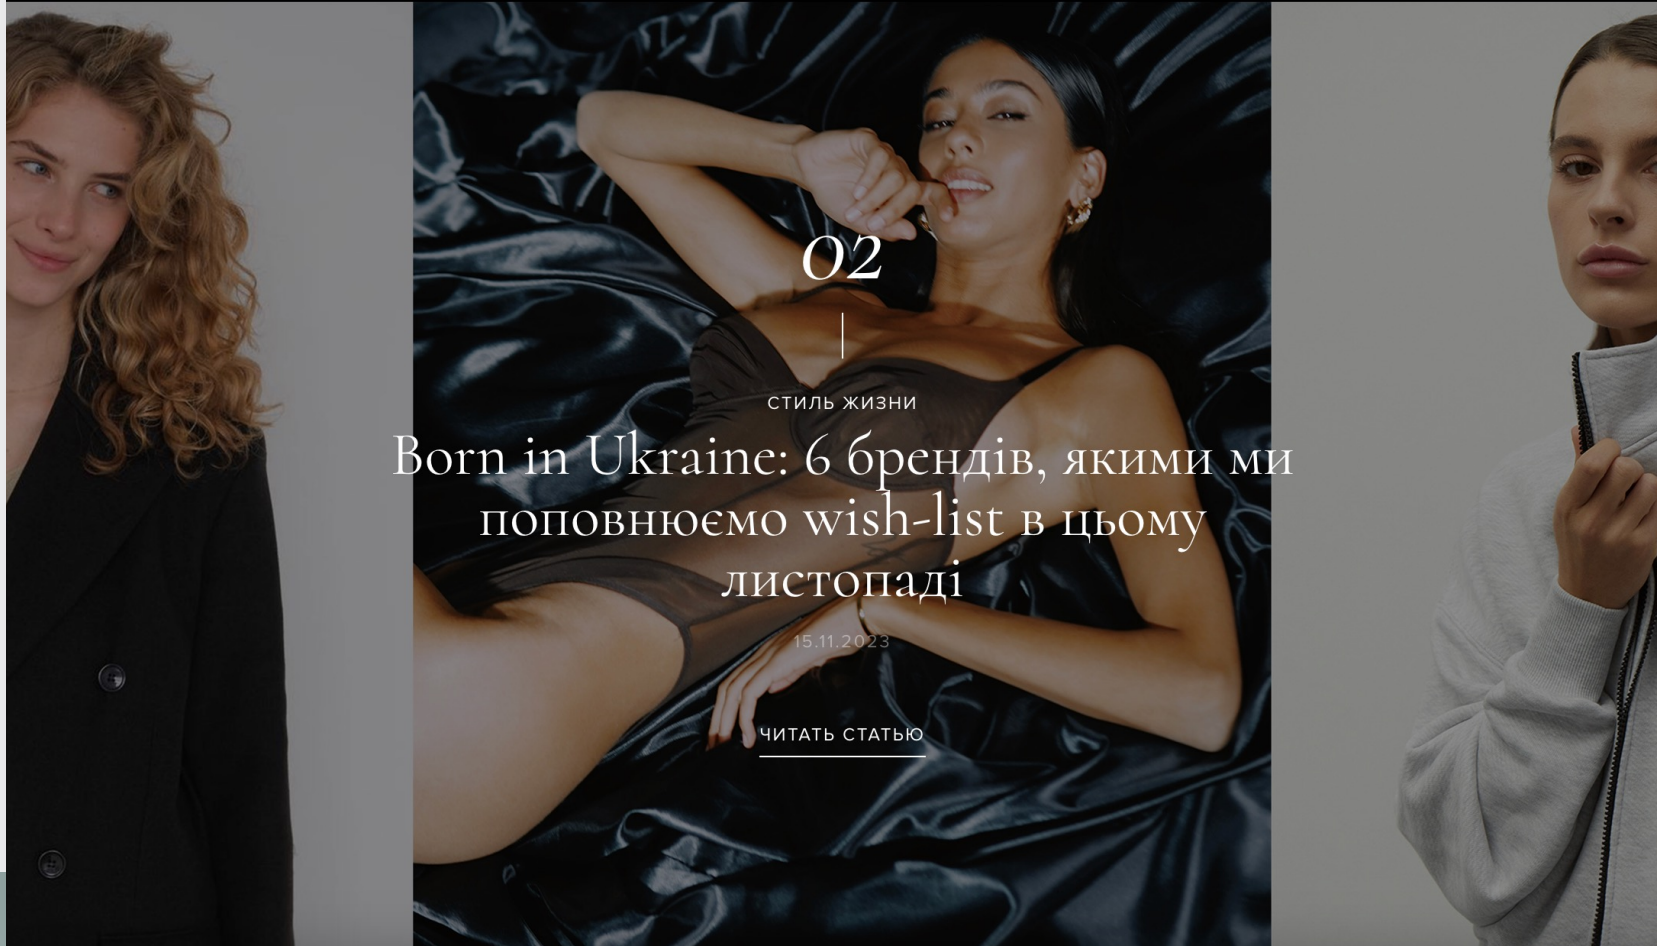 02
СТИЛЬ ЖИЗНИ
Born in Ukraine: 6 брендів, якими ми
поповнюємо wish-list в цьому
листопаді
15.11.2023
ЧИТАТЬ СТАТЬЮ